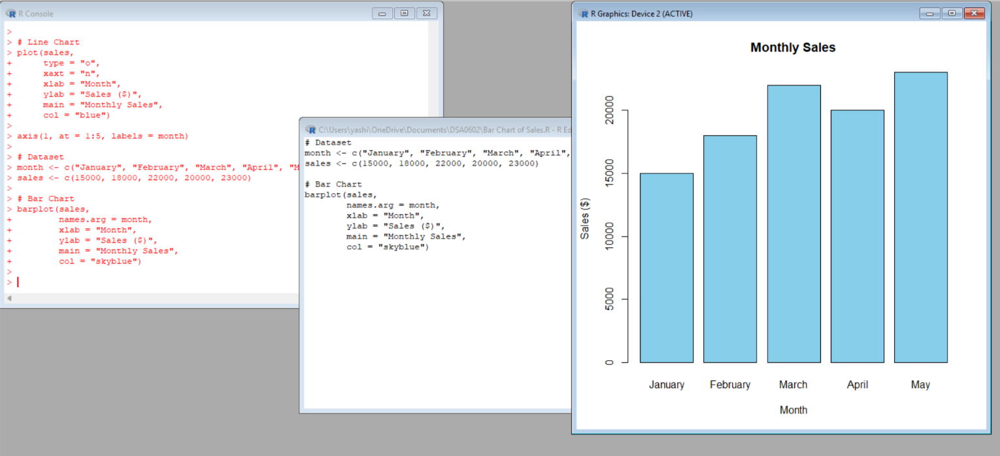 R Console
>
> # Line Chart
> plot(sales,
+      type = "o",
+      xaxt = "n",
+      xlab = "Month",
+      ylab = "Sales ($)",
+      main = "Monthly Sales",
+      col = "blue")
>
> axis(1, at = 1:5, labels = month)
>
> # Dataset
> month <- c("January", "February", "March", "April", "M
> sales <- c(15000, 18000, 22000, 20000, 23000)
>
> # Bar Chart
> barplot(sales,
+         names.arg = month,
+         xlab = "Month",
+         ylab = "Sales ($)",
+         main = "Monthly Sales",
+         col = "skyblue")
>
>
C:\Users\yashi\OneDrive\Documents\DSA0602\Bar Chart of Sales.R - R Ed
# Dataset
month <- c("January", "February", "March", "April",
sales <- c(15000, 18000, 22000, 20000, 23000)

# Bar Chart
barplot(sales,
        names.arg = month,
        xlab = "Month",
        ylab = "Sales ($)",
        main = "Monthly Sales",
        col = "skyblue")
R Graphics: Device 2 (ACTIVE)
Monthly Sales
Sales ($)
20000
15000
10000
5000
0
January February March April May
Month